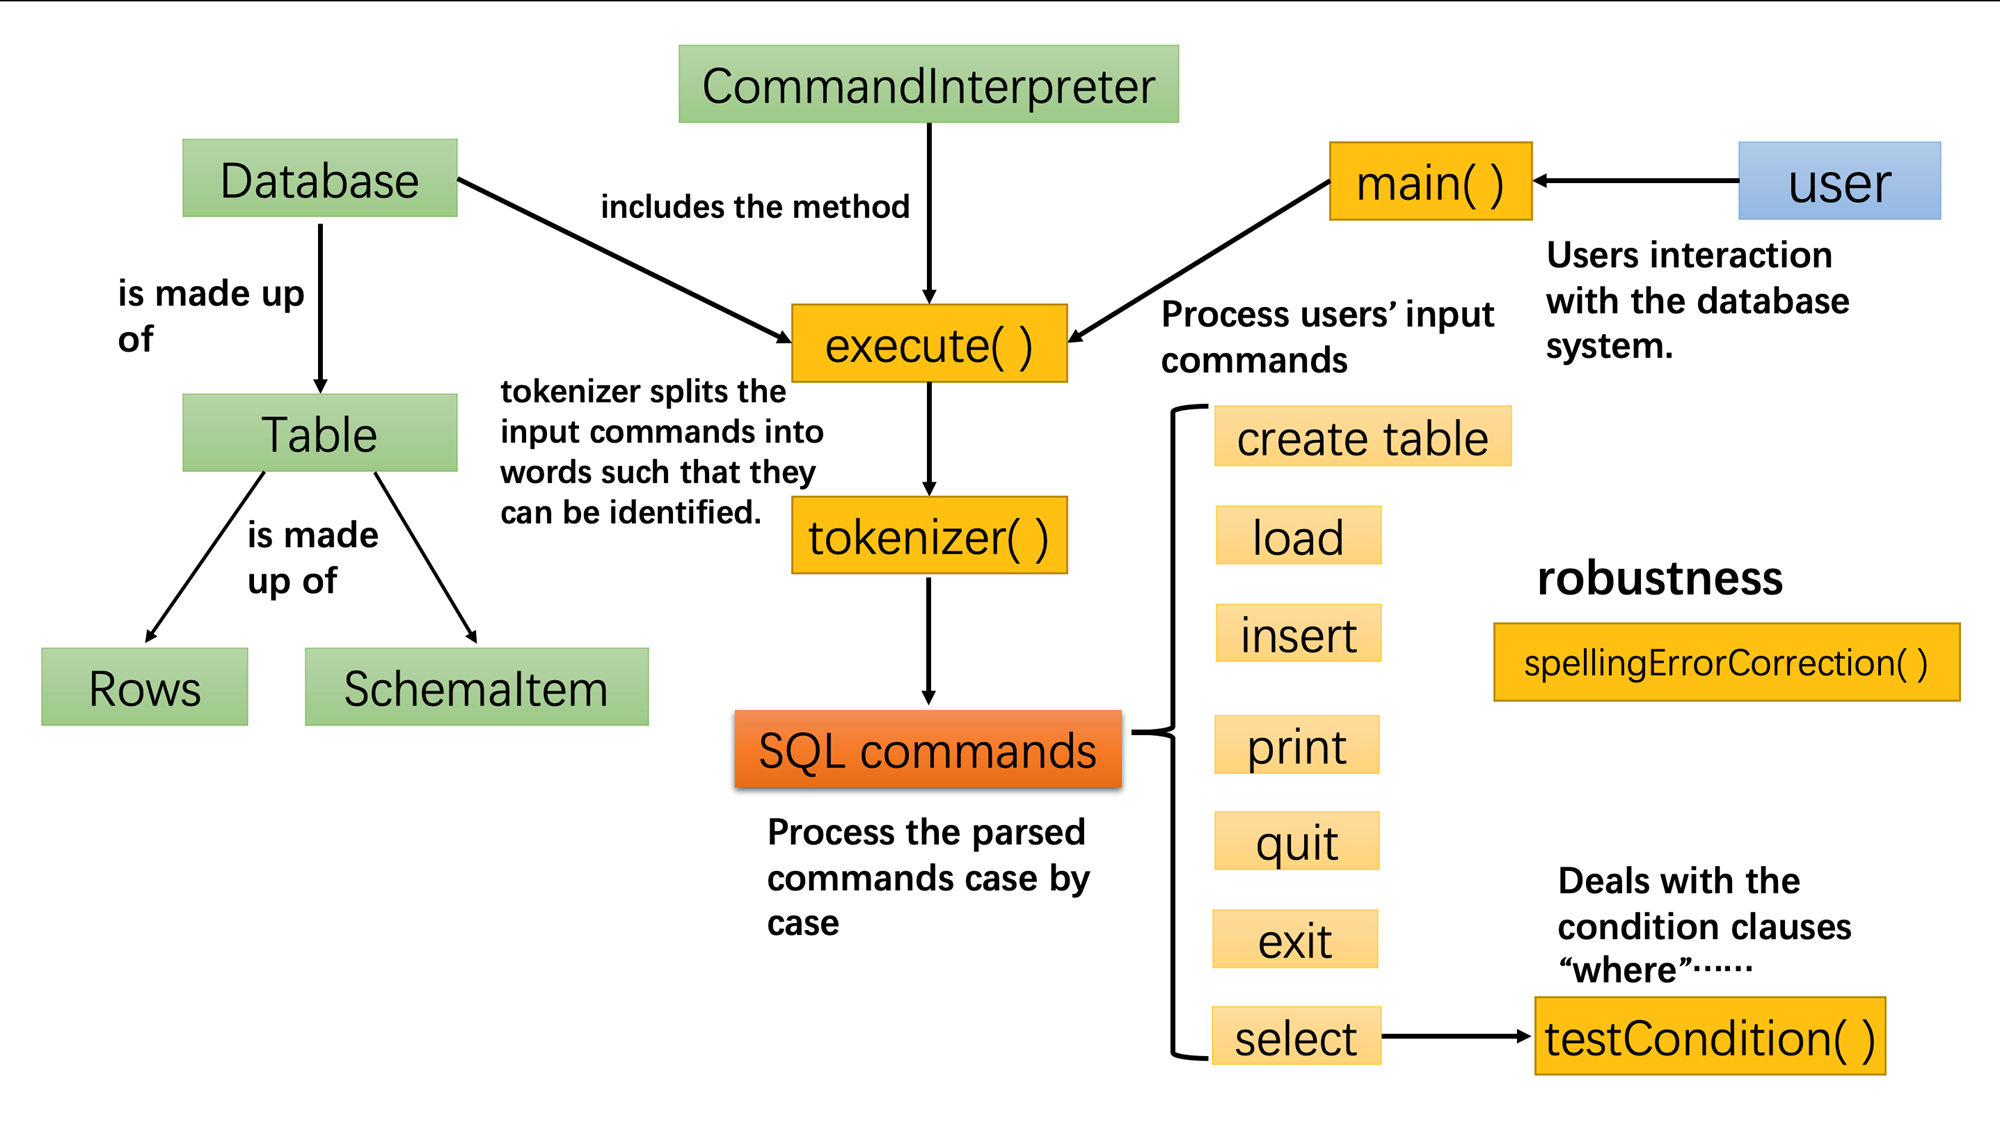 CommandInterpreter
Database
main( )
user
includes the method
Users interaction
with the database
system.
is made up
of
execute( )
Process users’ input
commands
tokenizer splits the
input commands into
words such that they
can be identified.
Table
create table
is made
up of
tokenizer( )
load
robustness
insert
spellingErrorCorrection( )
Rows
SchemaItem
SQL commands
print
Process the parsed
commands case by
case
quit
exit
Deals with the
condition clauses
“where”……
select
testCondition( )